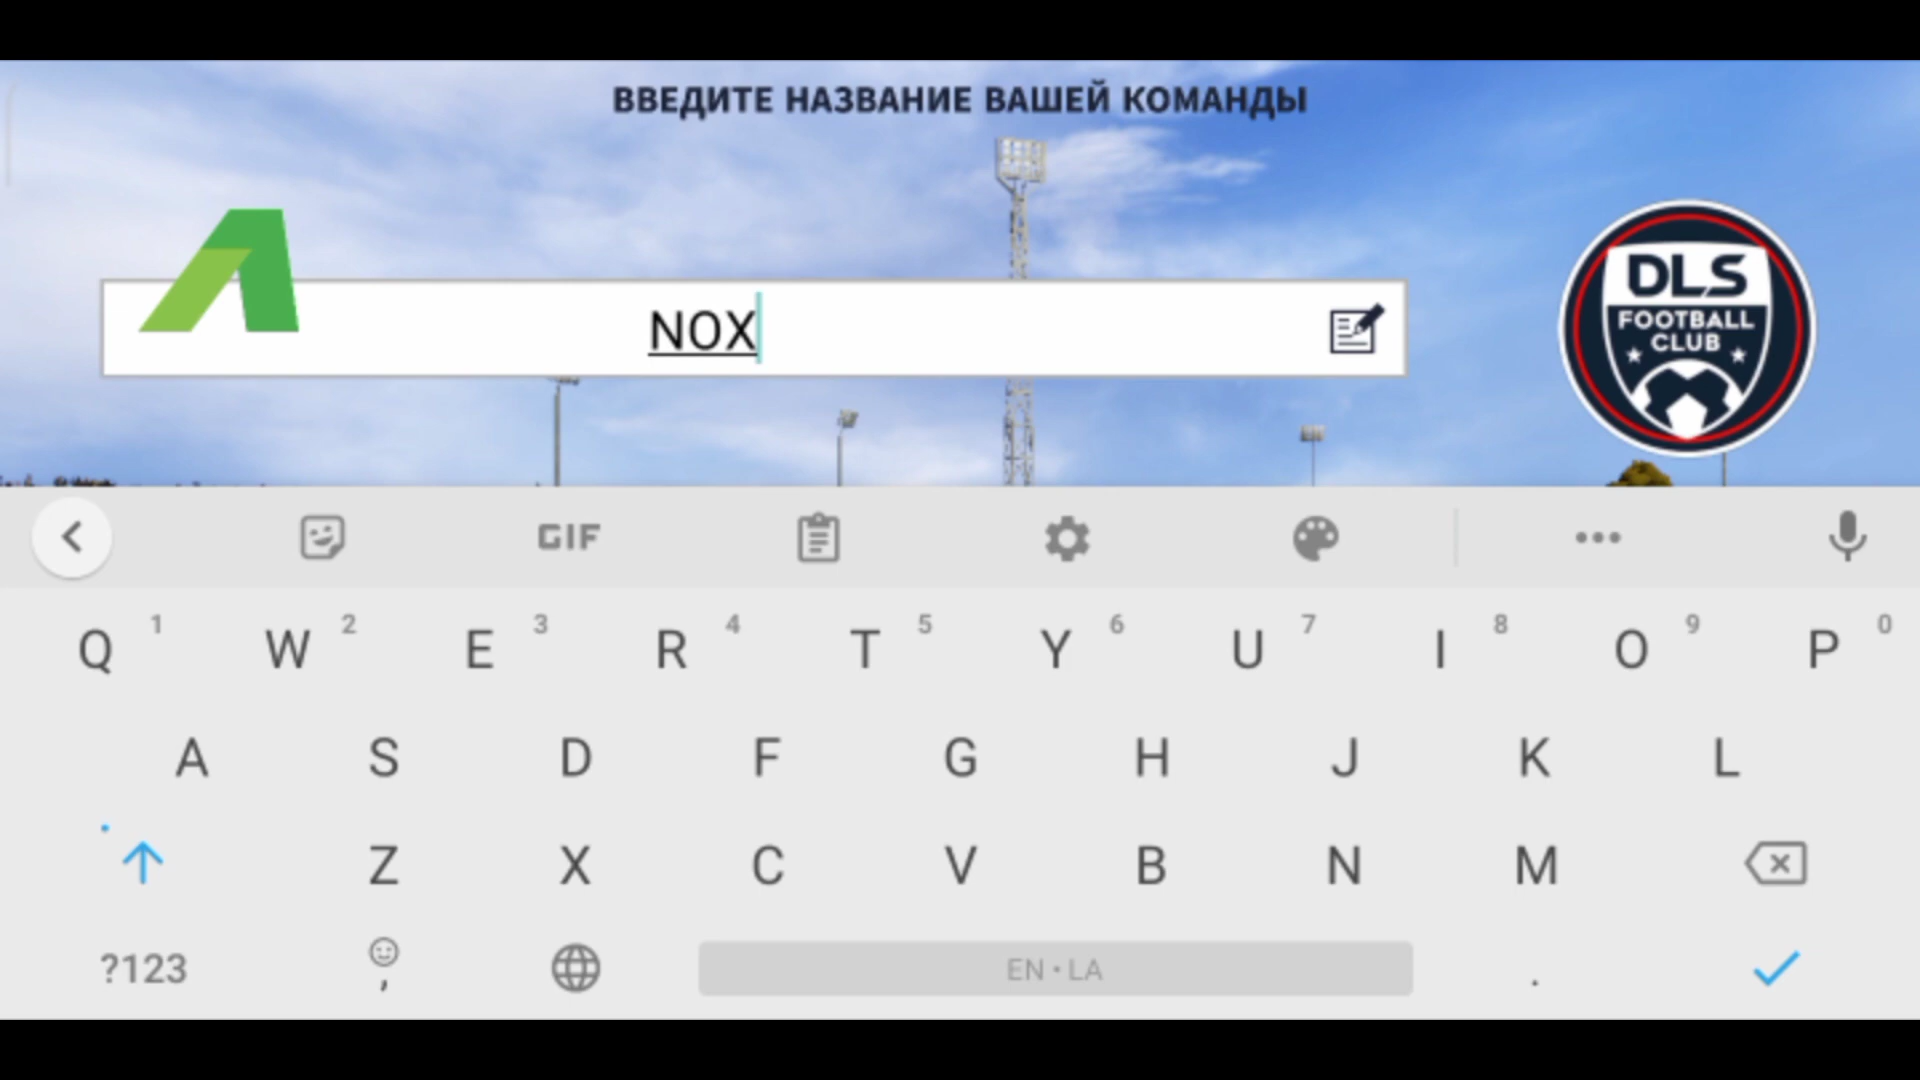 ВВЕДИТЕ НАЗВАНИЕ ВАШЕЙ КОМАНДЫ
NOX
DLS
FOOTBALL
CLUB
GIF
Q 1 W 2 E 3 R 4 T 5 Y 6 U 7 I 8 O 9 P 0
A S D F G H J K L
Z X C V B N M
?123 , EN • LA .